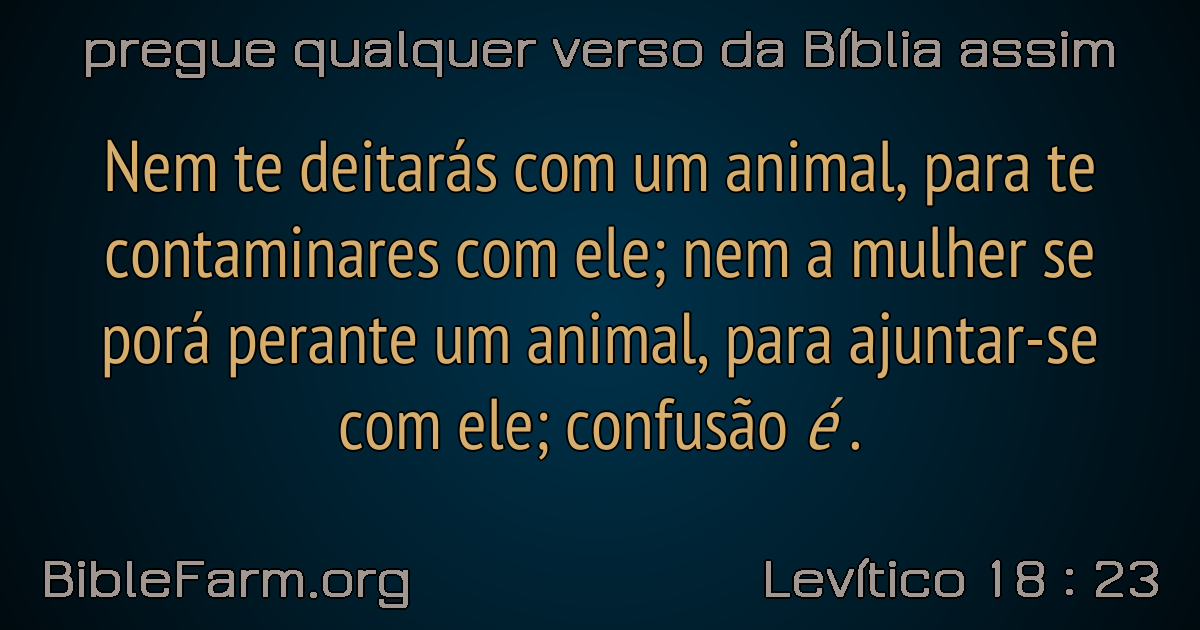 pregue qualquer verso da Bíblia assim
Nem te deitarás com um animal, para te
contaminares com ele; nem a mulher se
porá perante um animal, para ajuntar-se
com ele; confusão é .
BibleFarm.org
Levítico 18 : 23